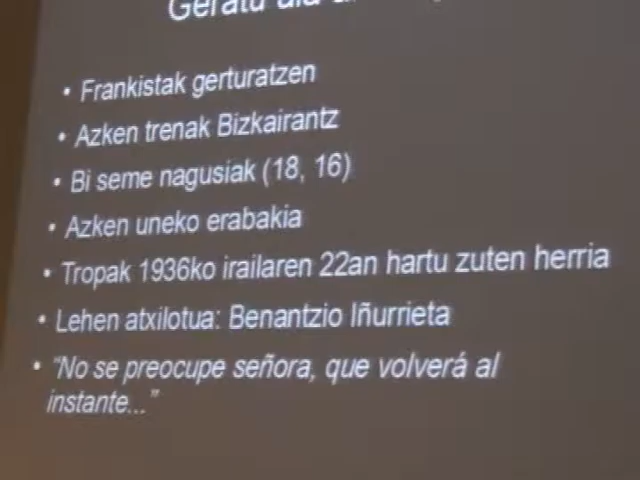 Geratu ala
• Frankistak gerturatzen
• Azken trenak Bizkairantz
• Bi seme nagusiak (18, 16)
• Azken uneko erabakia
• Tropak 1936ko irailaren 22an hartu zuten herria
• Lehen atxilotua: Benantzio Iñurrieta
• "No se preocupe señora, que volverá al
instante..."